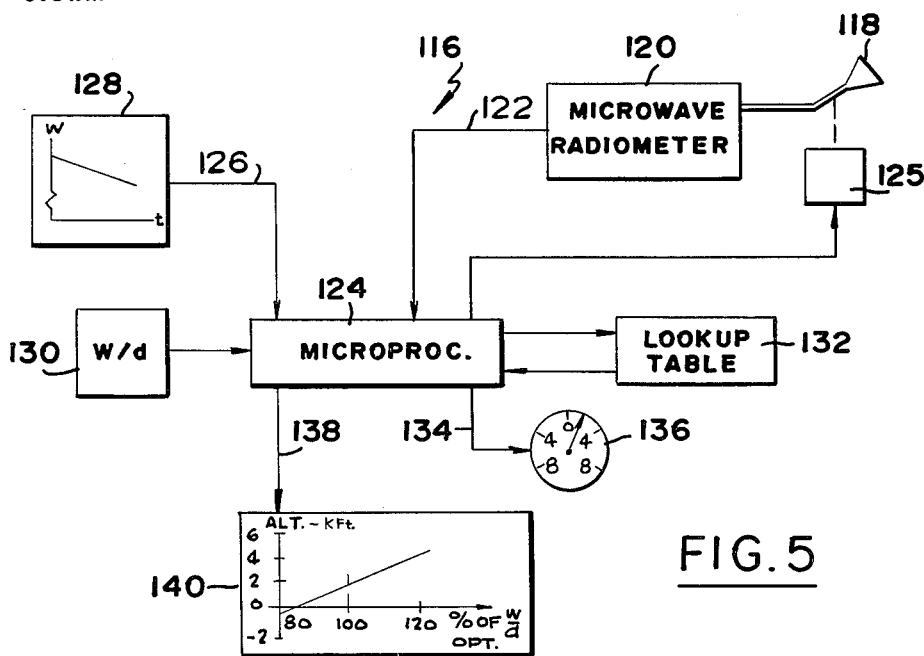 116
120
118
128
W
t
126
122
MICROWAVE
RADIOMETER
125
124
130
W/d
MICROPROC.
LOOKUP
TABLE
132
138
134
0
4 4
8 8
136
140
ALT. ~ KFt.
6
4
2
0
-2
80 100 120 % OF W/d
OPT.
FIG. 5